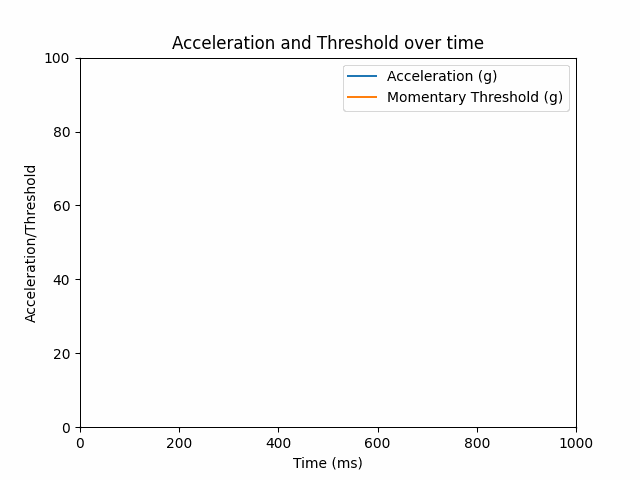 Acceleration and Threshold over time
100
80
60
40
20
0
Acceleration/Threshold
Acceleration (g)
Momentary Threshold (g)
0 200 400 600 800 1000
Time (ms)